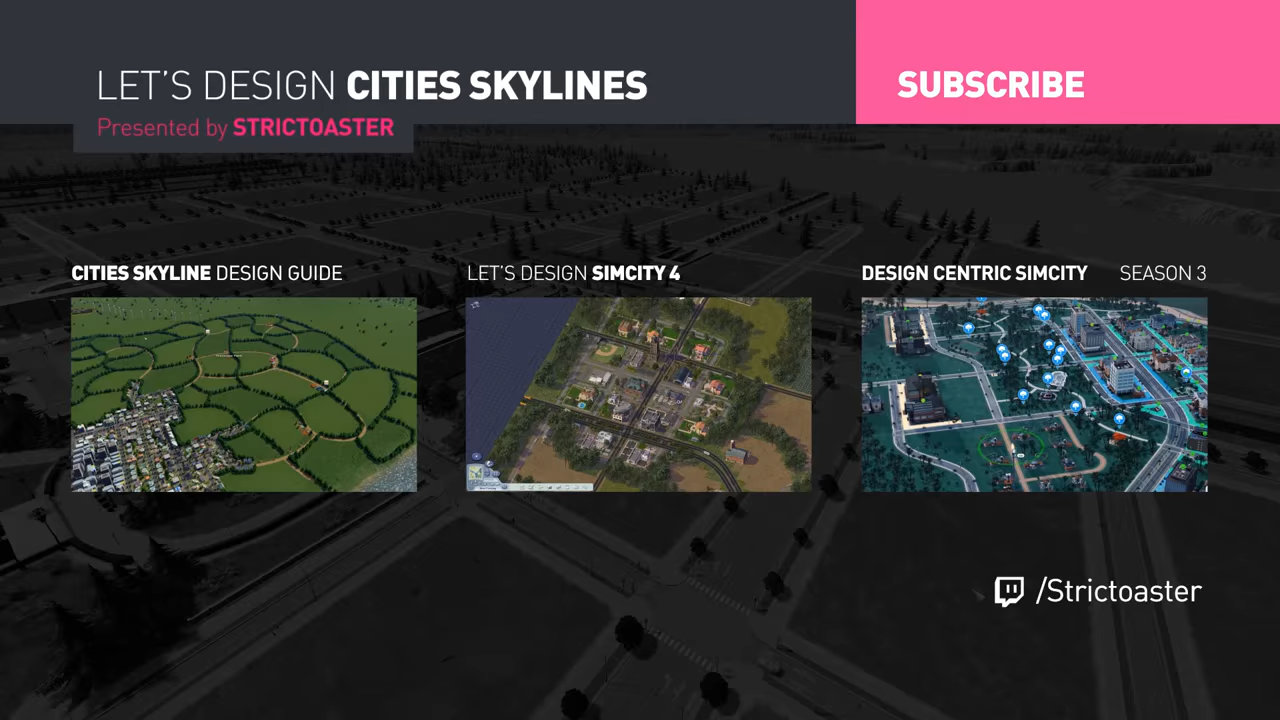 LET'S DESIGN CITIES SKYLINES
SUBSCRIBE
Presented by STRICTOASTER
CITIES SKYLINE DESIGN GUIDE
LET'S DESIGN SIMCITY 4
DESIGN CENTRIC SIMCITY SEASON 3
/Strictoaster